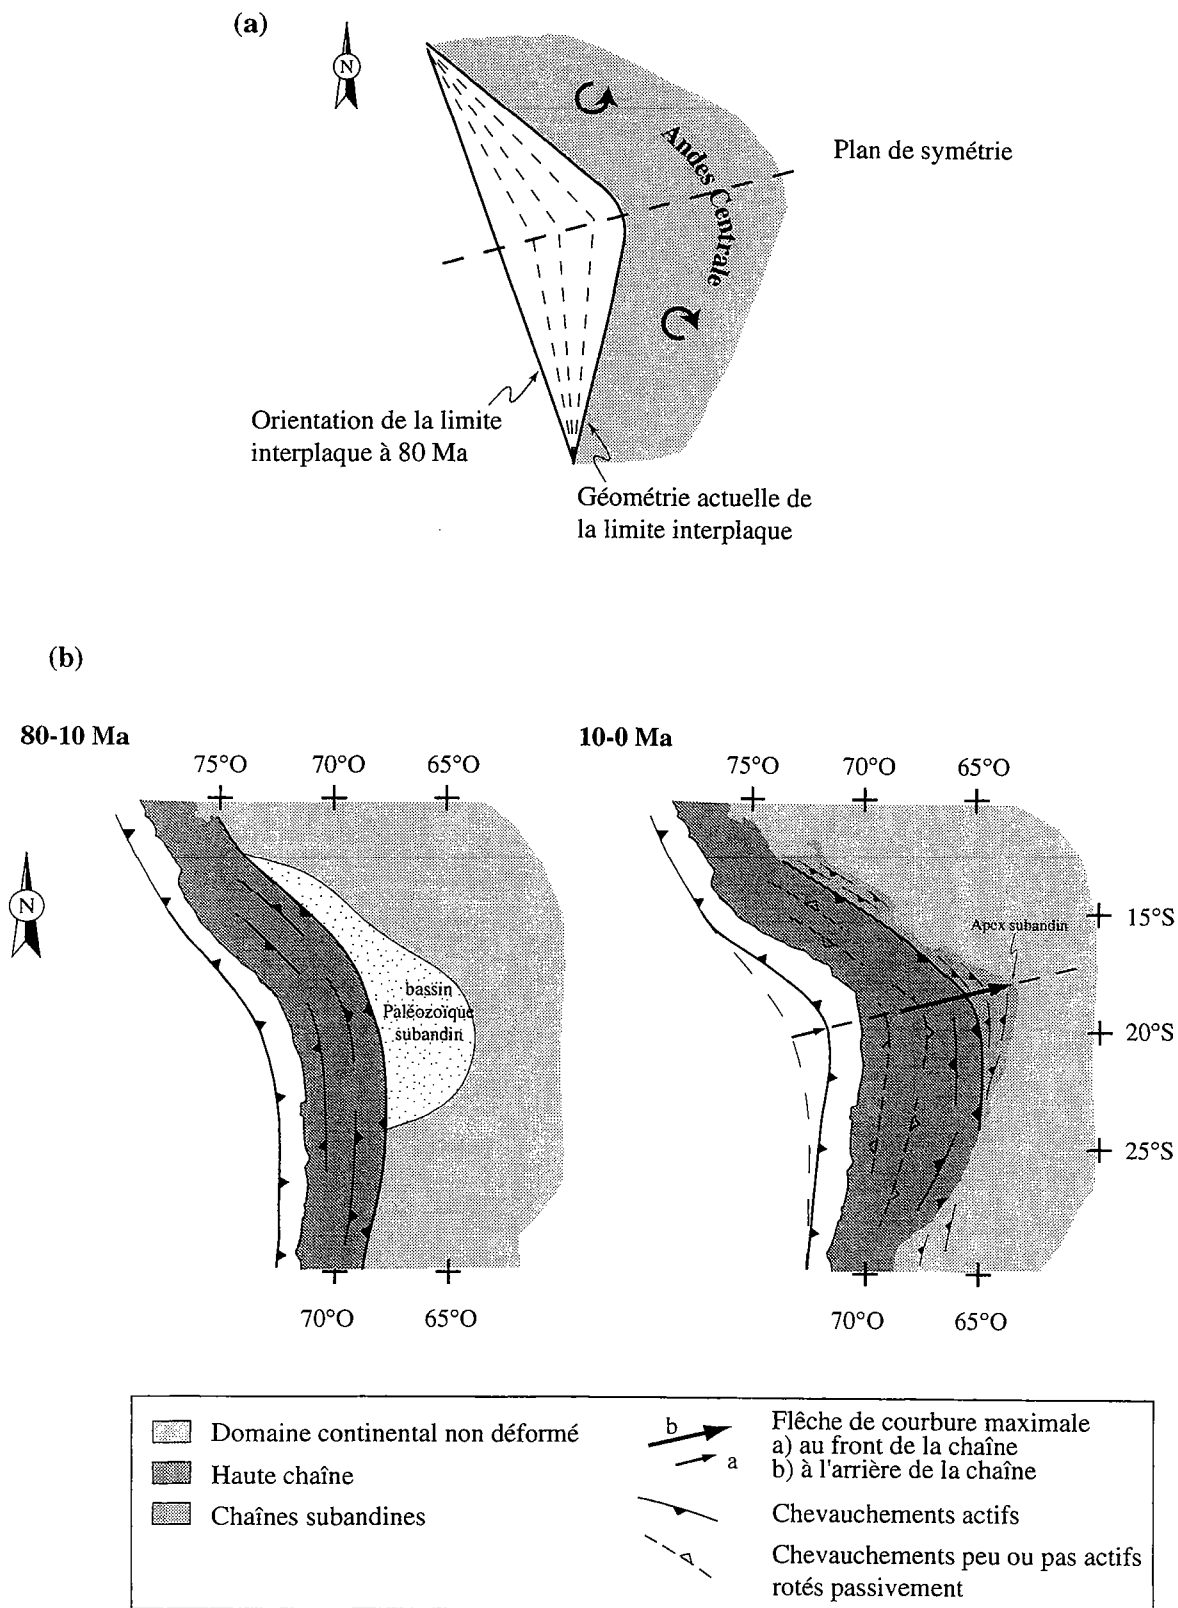 (a)
N
Andes Centrale
Plan de symétrie
Orientation de la limite
interplaque à 80 Ma
Géométrie actuelle de
la limite interplaque
(b)
80-10 Ma
75°O 70°O 65°O
N
bassin
Paléozoïque
subandin
70°O 65°O
10-0 Ma
75°O 70°O 65°O
15°S
Apex subandin
20°S
25°S
70°O 65°O
Domaine continental non déformé
Haute chaîne
Chaînes subandines
b
a
Flêche de courbure maximale
a) au front de la chaîne
b) à l'arrière de la chaîne
Chevauchements actifs
Chevauchements peu ou pas actifs
rotés passivement